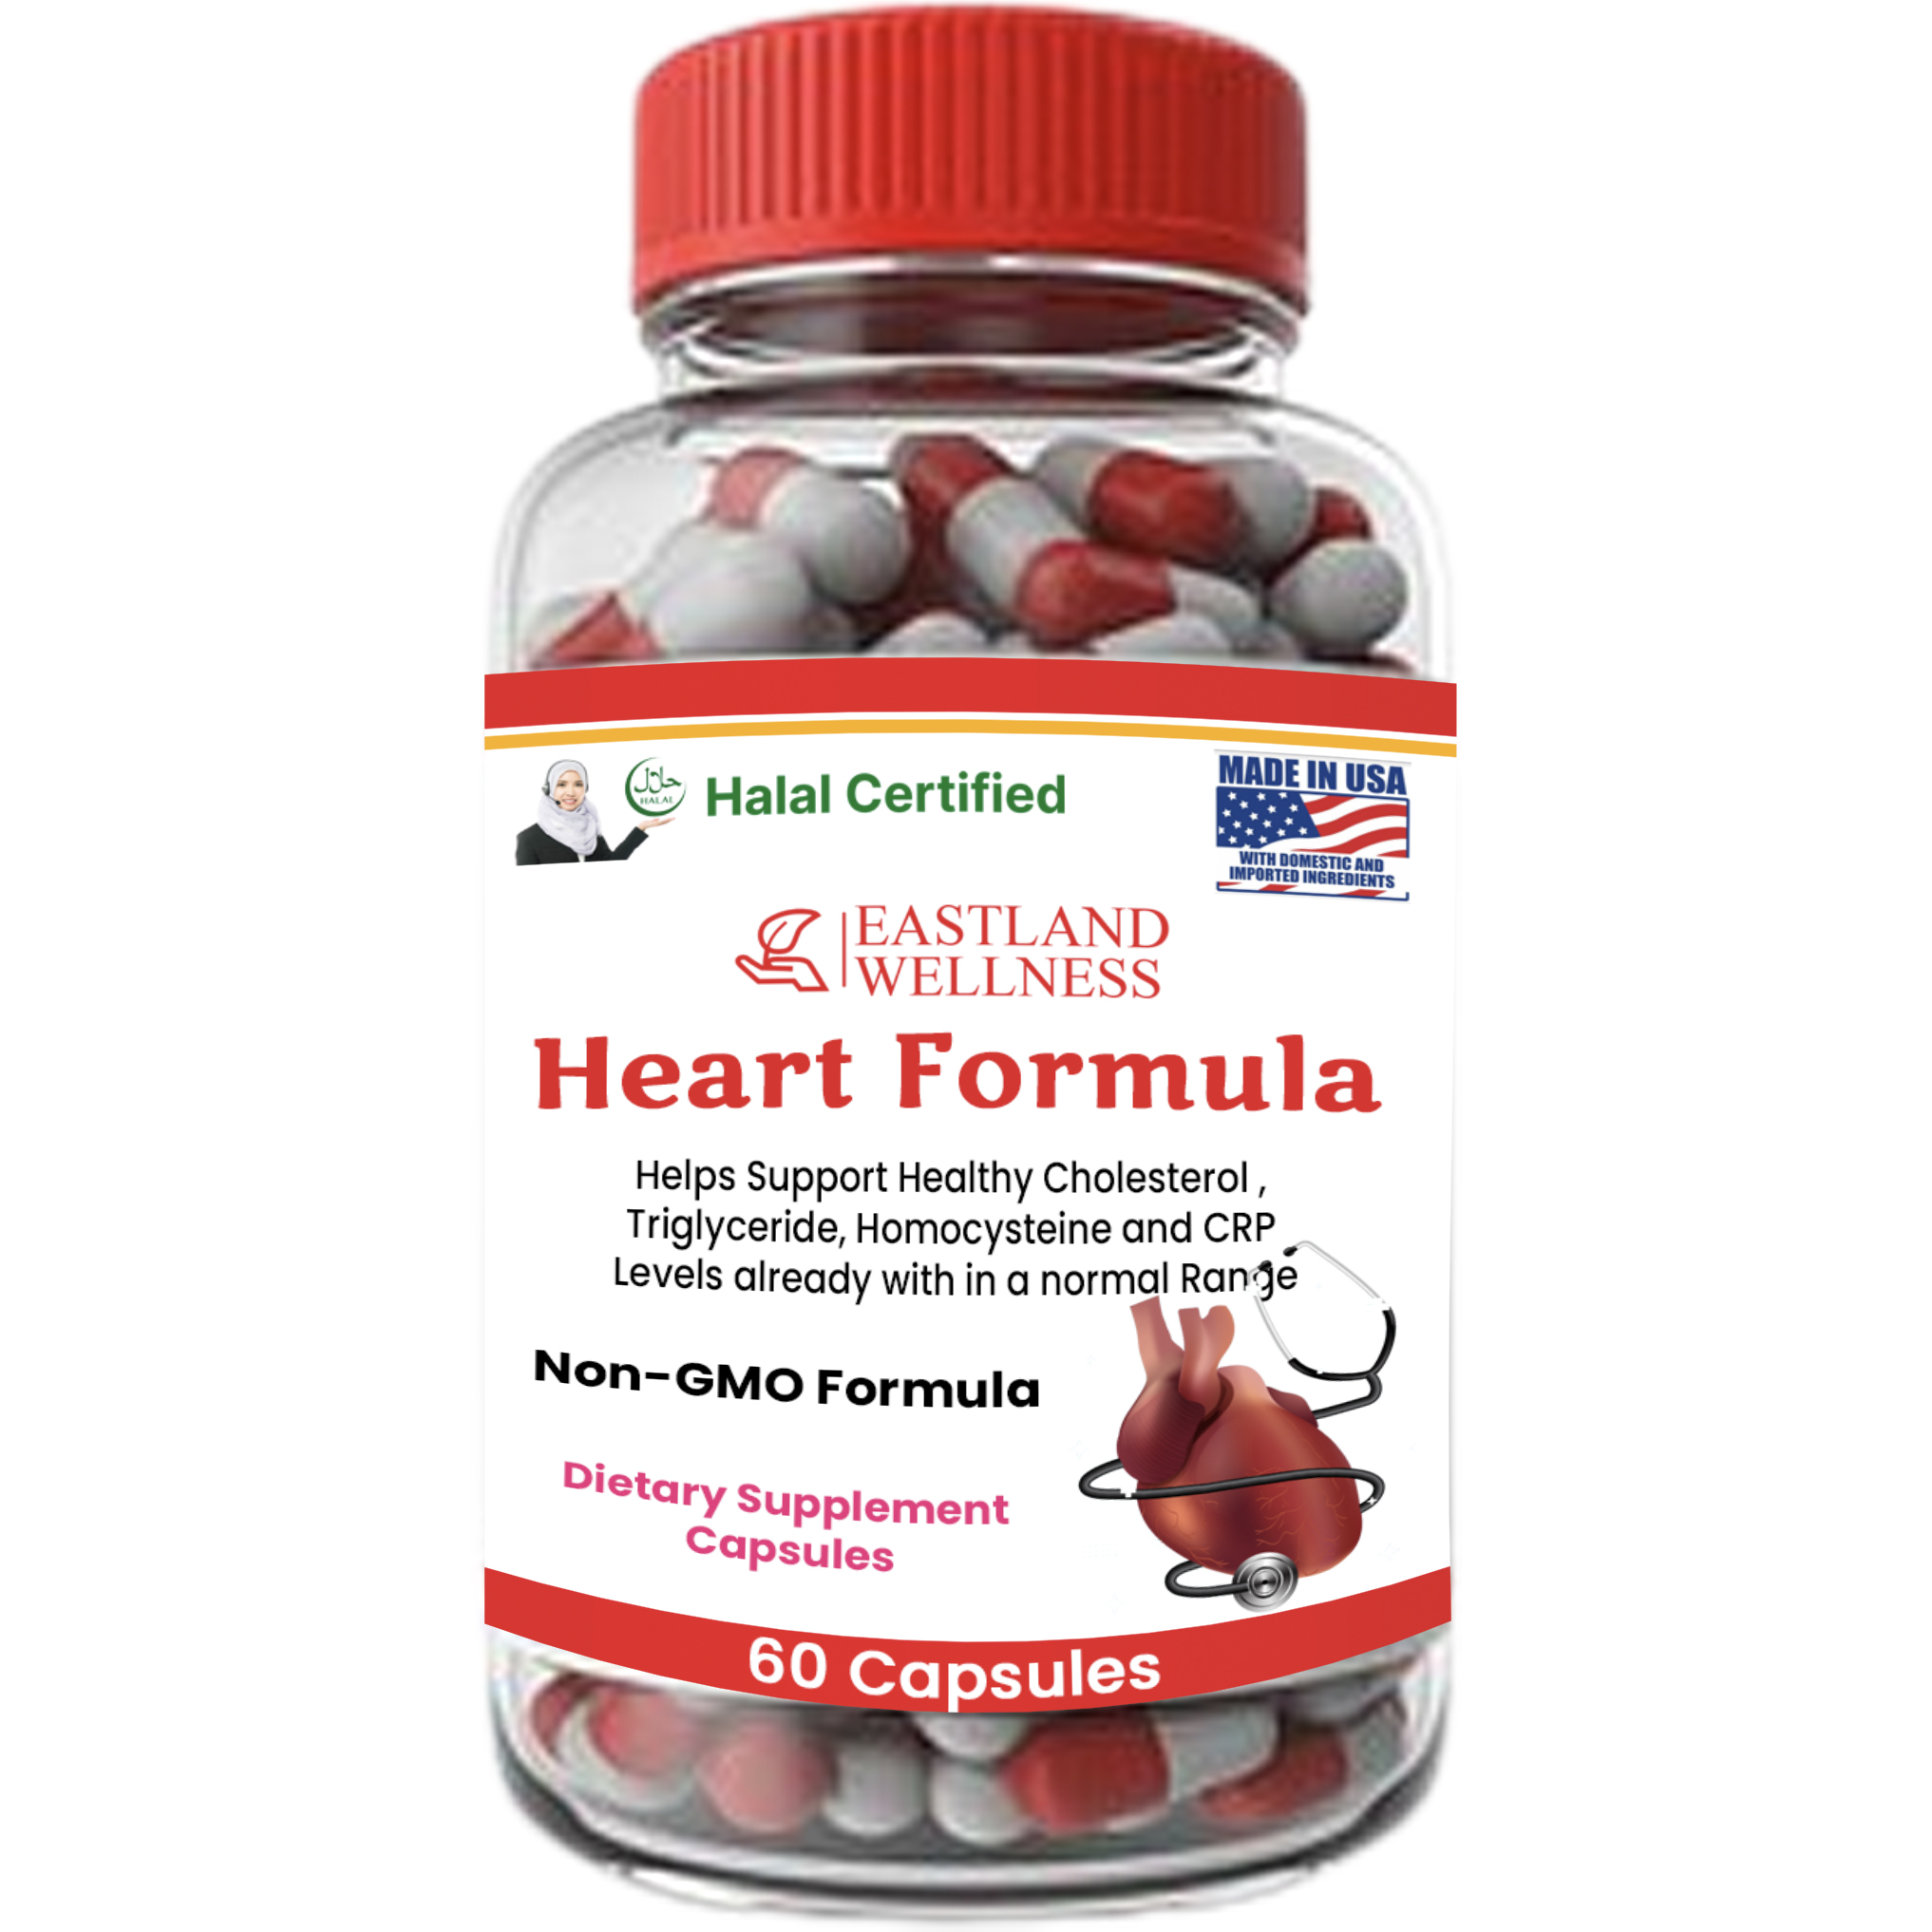 حلال
HALAL
Halal Certified
MADE IN USA
WITH DOMESTIC AND
IMPORTED INGREDIENTS
EASTLAND
WELLNESS
Heart Formula
Helps Support Healthy Cholesterol ,
Triglyceride, Homocysteine and CRP
Levels already with in a normal Range
Non-GMO Formula
Dietary Supplement
Capsules
60 Capsules